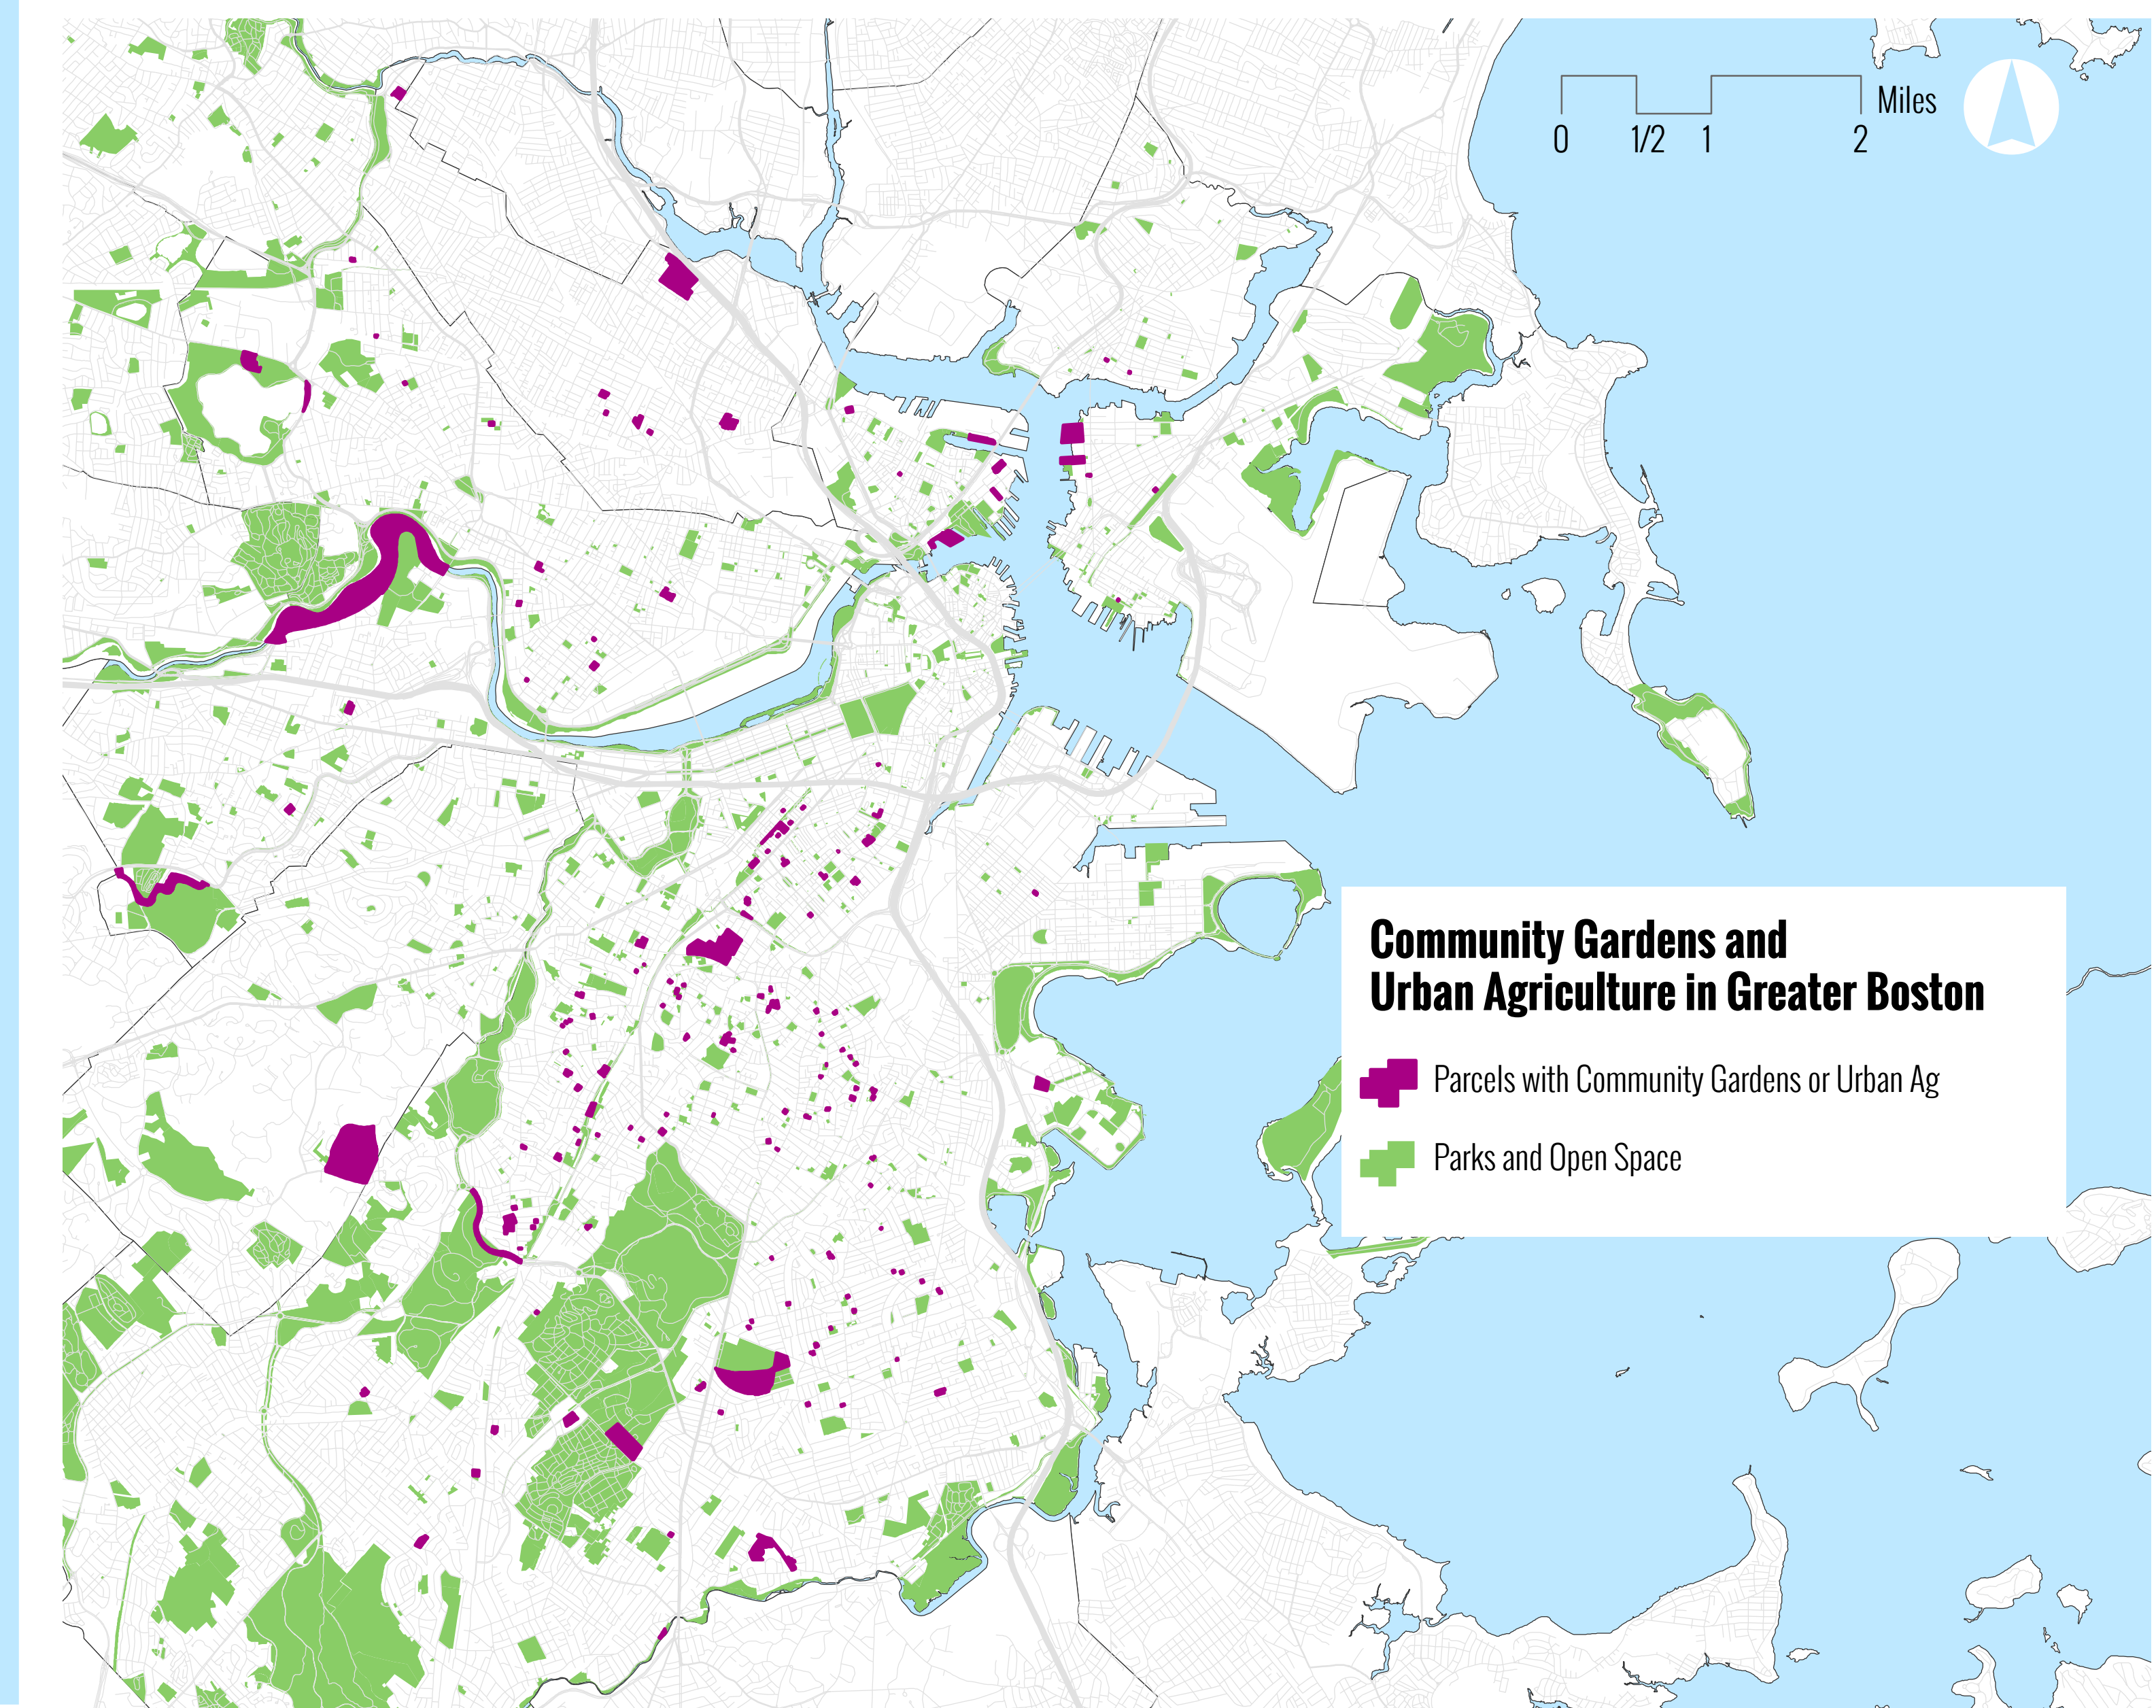 Miles
0 1/2 1 2
Community Gardens and
Urban Agriculture in Greater Boston
Parcels with Community Gardens or Urban Ag
Parks and Open Space